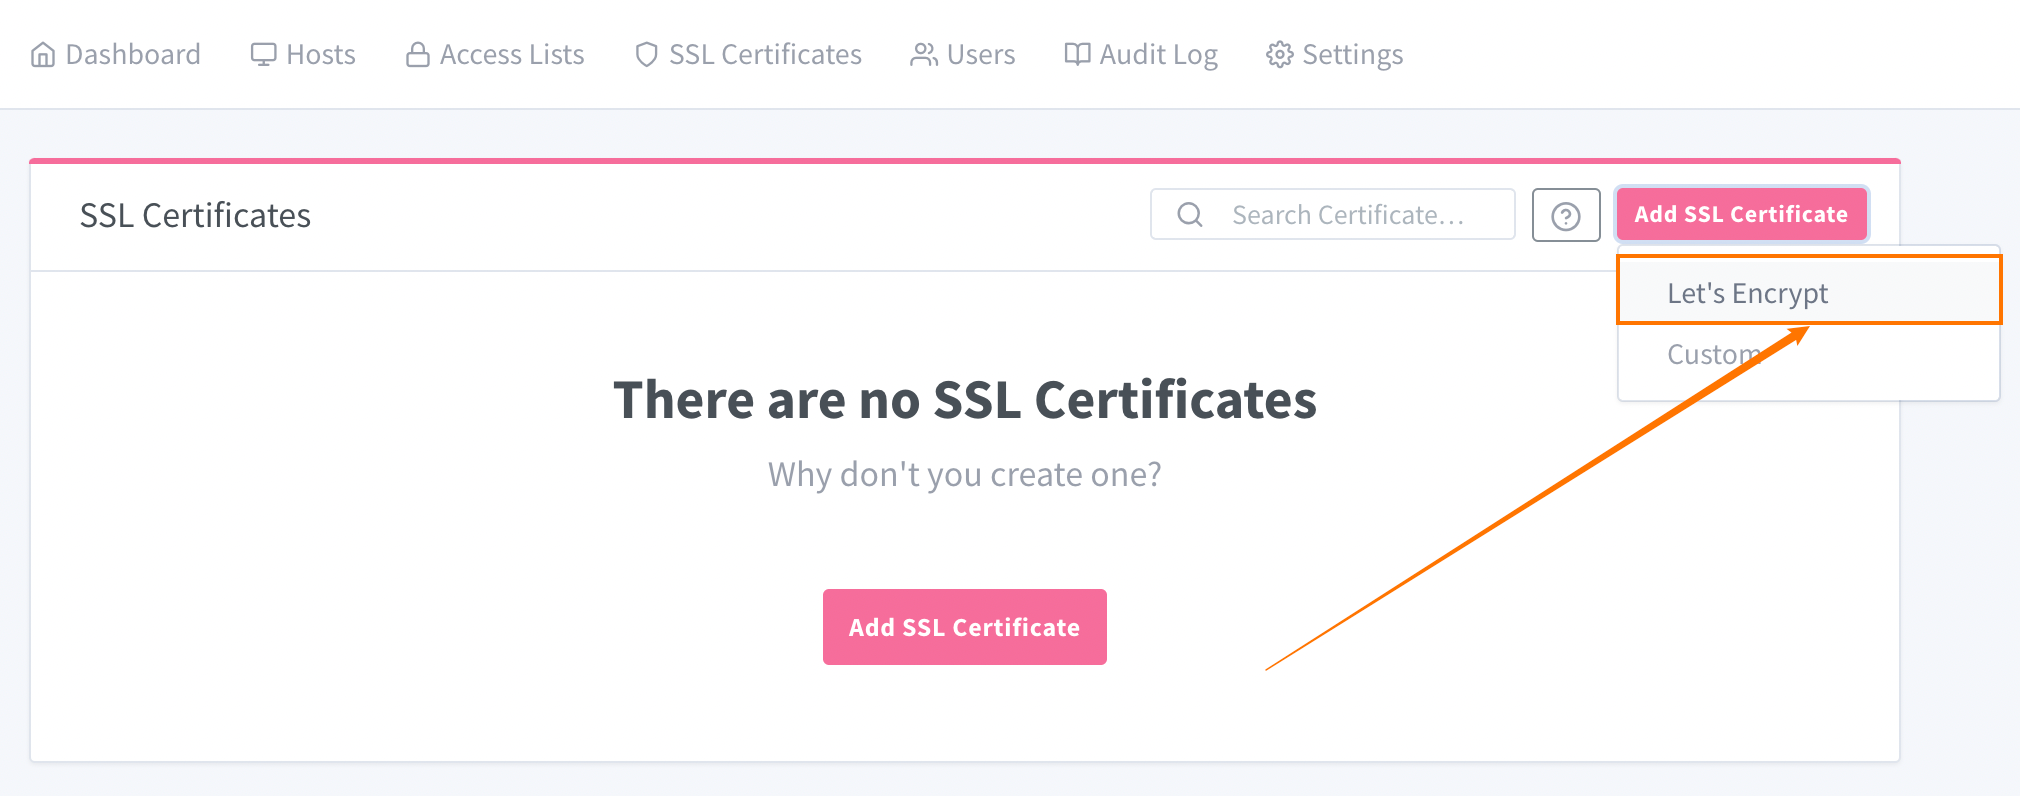 Dashboard Hosts Access Lists SSL Certificates Users Audit Log Settings
SSL Certificates
Search Certificate…
Add SSL Certificate
Let's Encrypt
Custom
There are no SSL Certificates
Why don't you create one?
Add SSL Certificate